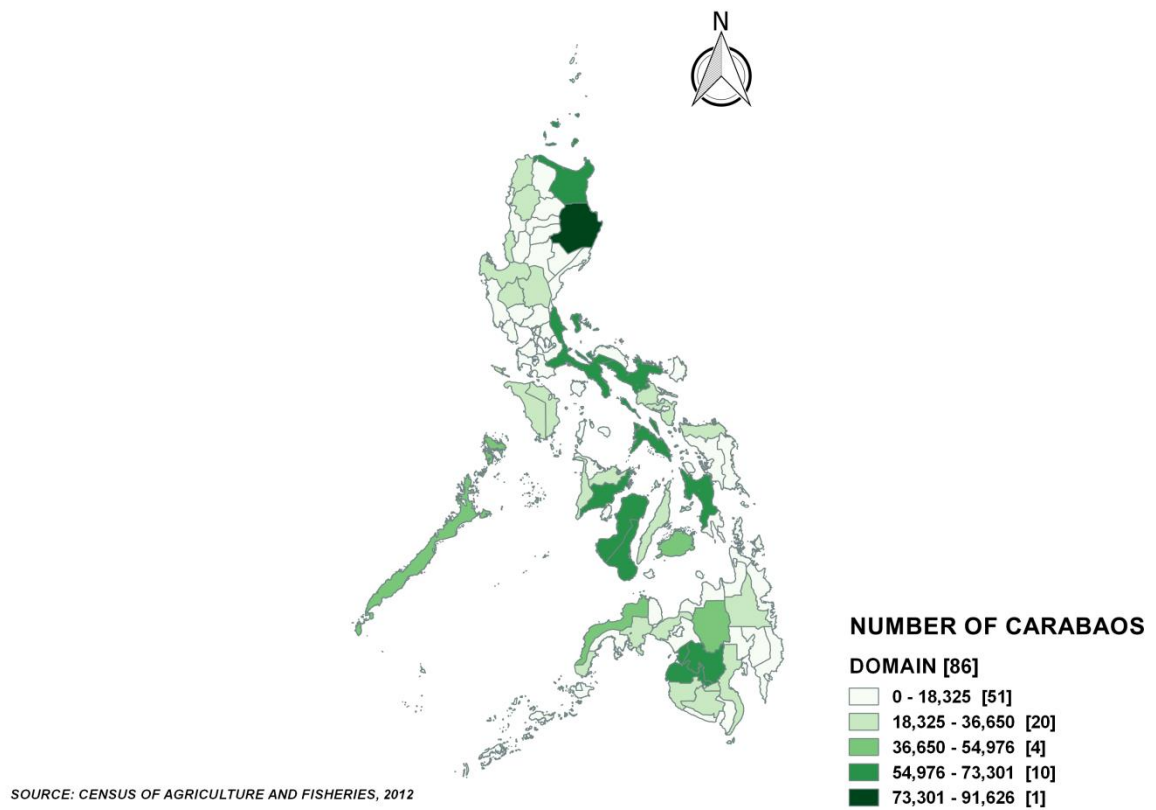 N
NUMBER OF CARABAOS
DOMAIN [86]
0 - 18,325 [51]
18,325 - 36,650 [20]
36,650 - 54,976 [4]
54,976 - 73,301 [10]
73,301 - 91,626 [1]
SOURCE: CENSUS OF AGRICULTURE AND FISHERIES, 2012